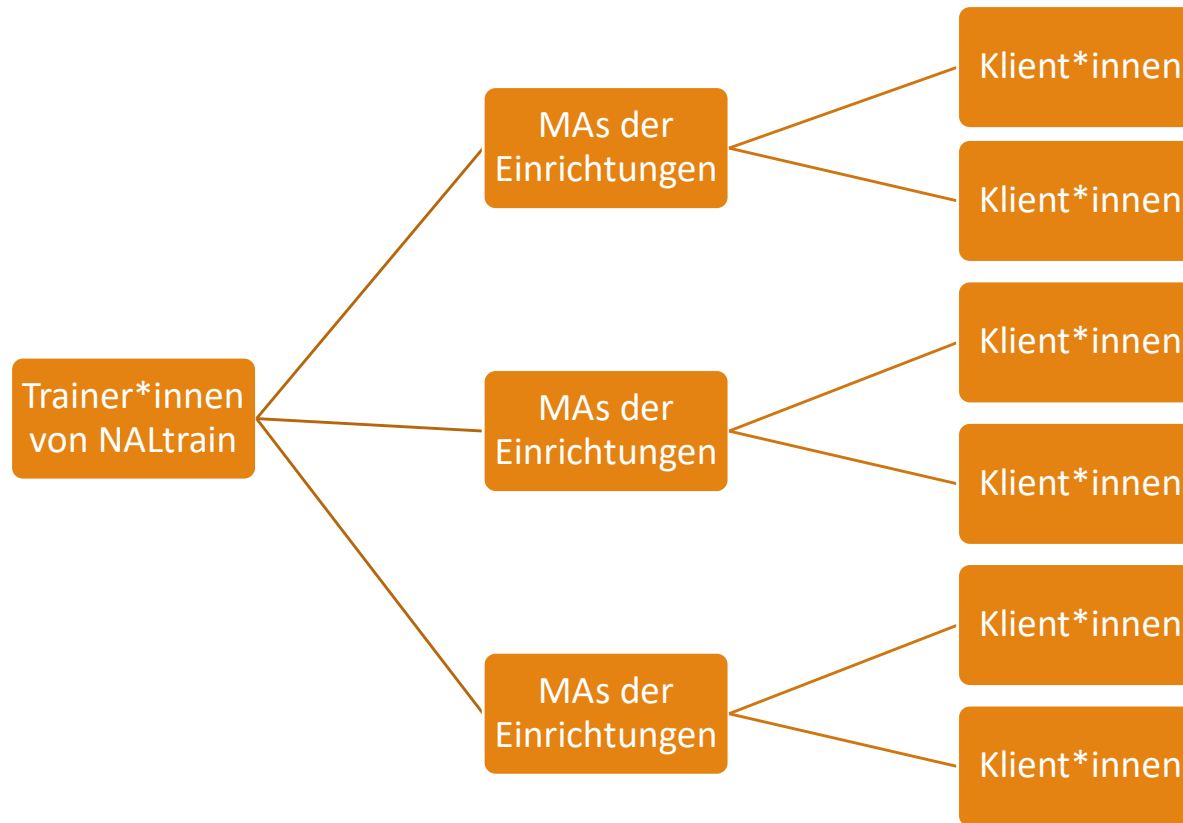 Klient*innen
MAs der
Einrichtungen
Klient*innen
Klient*innen
Trainer*innen
von NALtrain
MAs der
Einrichtungen
Klient*innen
Klient*innen
MAs der
Einrichtungen
Klient*innen